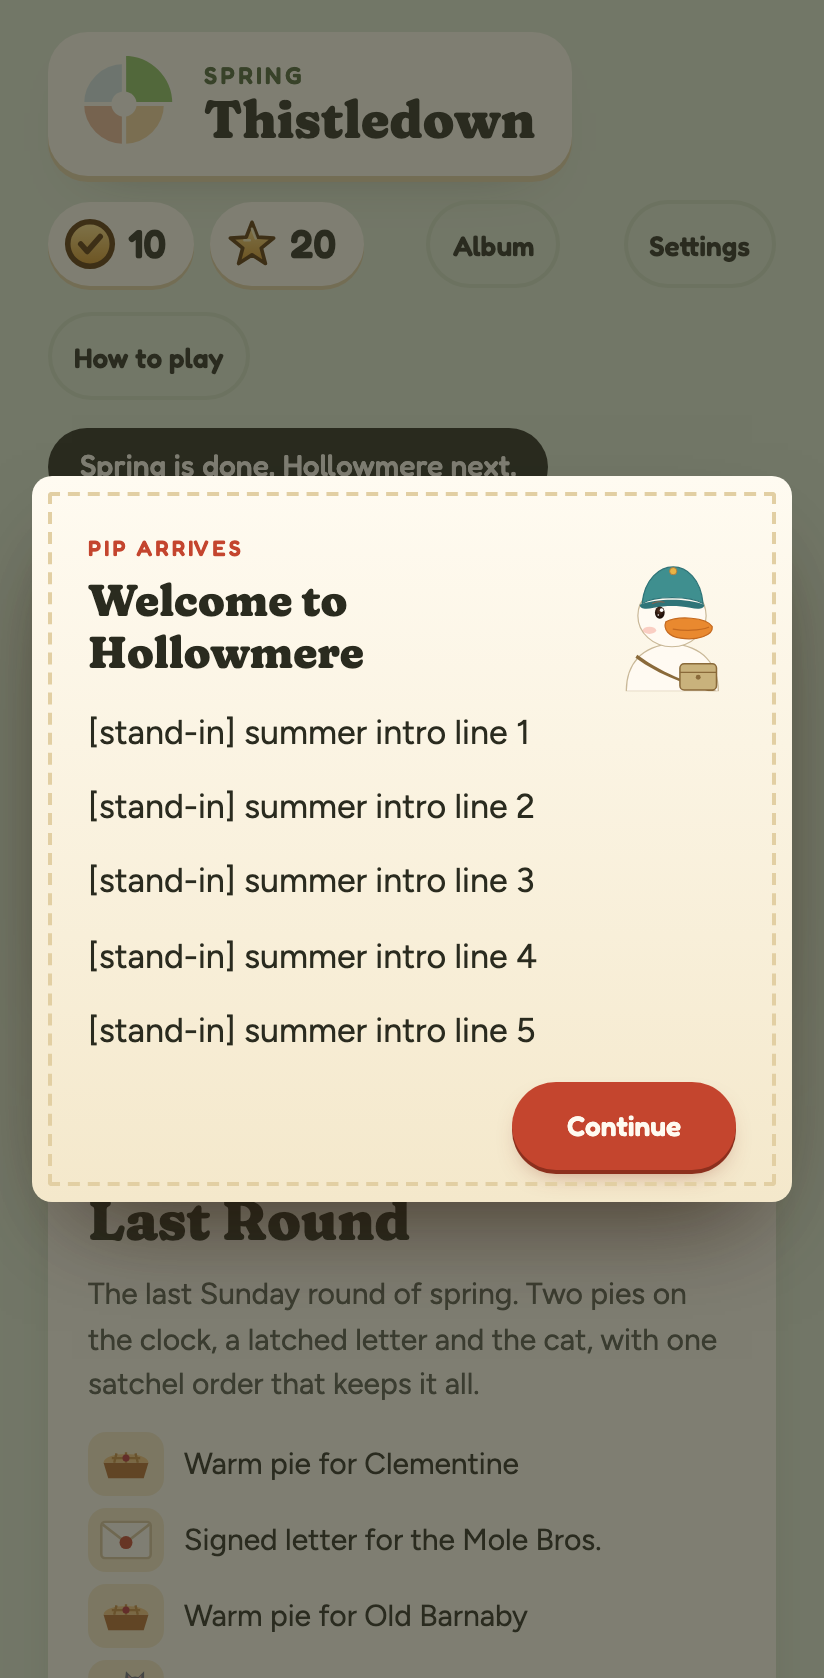 SPRING
Thistledown
10
20
Album
Settings
How to play
Spring is done. Hollowmere next.
PIP ARRIVES
Welcome to
Hollowmere
[stand-in] summer intro line 1
[stand-in] summer intro line 2
[stand-in] summer intro line 3
[stand-in] summer intro line 4
[stand-in] summer intro line 5
Continue
Last Round
The last Sunday round of spring. Two pies on
the clock, a latched letter and the cat, with one
satchel order that keeps it all.
Warm pie for Clementine
Signed letter for the Mole Bros.
Warm pie for Old Barnaby